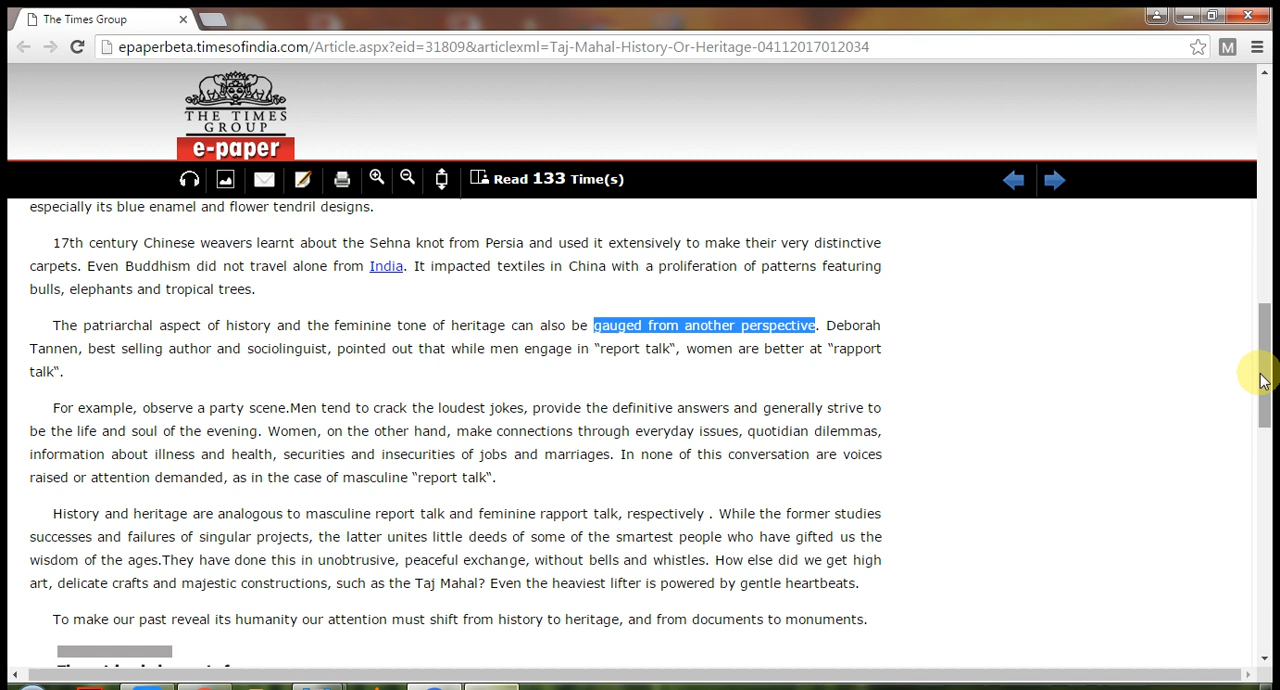 The Times Group
epaperbeta.timesofindia.com/Article.aspx?eid=31809&articlexml=Taj-Mahal-History-Or-Heritage-04112017012034
M
THE TIMES
GROUP
e-paper
Read 133 Time(s)
especially its blue enamel and flower tendril designs.
17th century Chinese weavers learnt about the Sehna knot from Persia and used it extensively to make their very distinctive
carpets. Even Buddhism did not travel alone from India. It impacted textiles in China with a proliferation of patterns featuring
bulls, elephants and tropical trees.
The patriarchal aspect of history and the feminine tone of heritage can also be gauged from another perspective. Deborah
Tannen, best selling author and sociolinguist, pointed out that while men engage in “report talk“, women are better at “rapport
talk“.
For example, observe a party scene.Men tend to crack the loudest jokes, provide the definitive answers and generally strive to
be the life and soul of the evening. Women, on the other hand, make connections through everyday issues, quotidian dilemmas,
information about illness and health, securities and insecurities of jobs and marriages. In none of this conversation are voices
raised or attention demanded, as in the case of masculine “report talk“.
History and heritage are analogous to masculine report talk and feminine rapport talk, respectively . While the former studies
successes and failures of singular projects, the latter unites little deeds of some of the smartest people who have gifted us the
wisdom of the ages.They have done this in unobtrusive, peaceful exchange, without bells and whistles. How else did we get high
art, delicate crafts and majestic constructions, such as the Taj Mahal? Even the heaviest lifter is powered by gentle heartbeats.
To make our past reveal its humanity our attention must shift from history to heritage, and from documents to monuments.